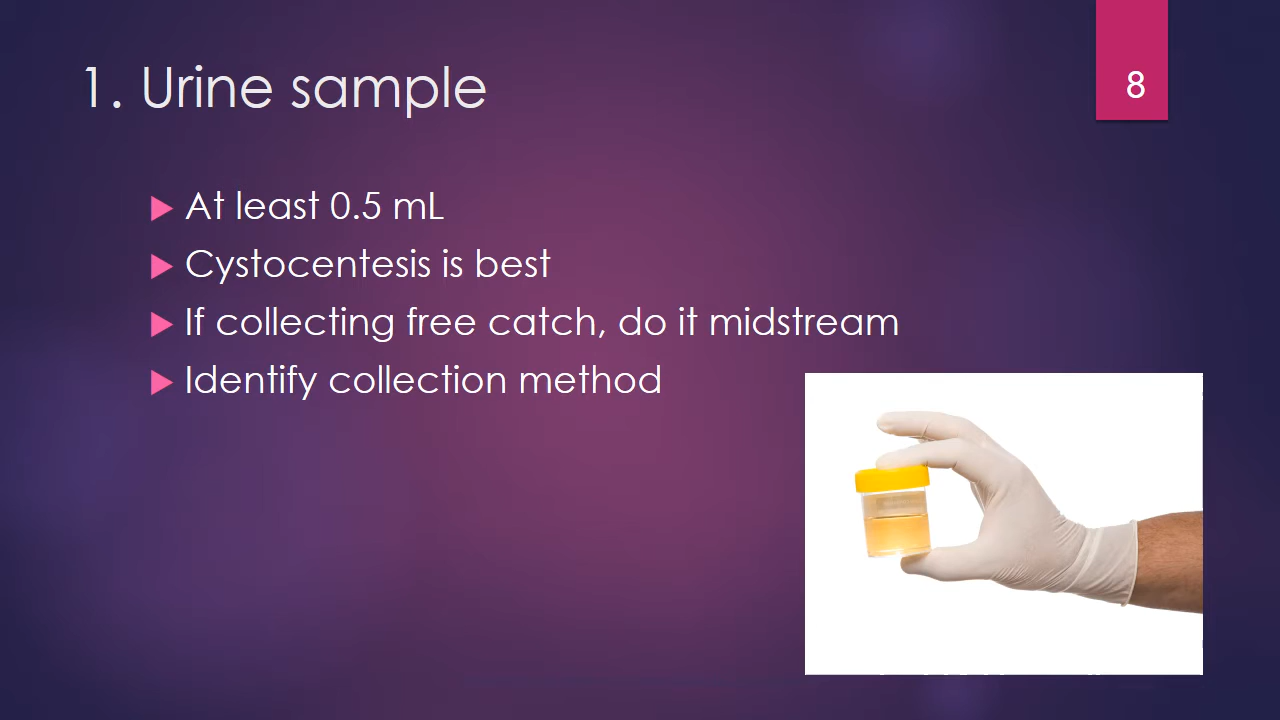 1. Urine sample
8
At least 0.5 mL
Cystocentesis is best
If collecting free catch, do it midstream
Identify collection method